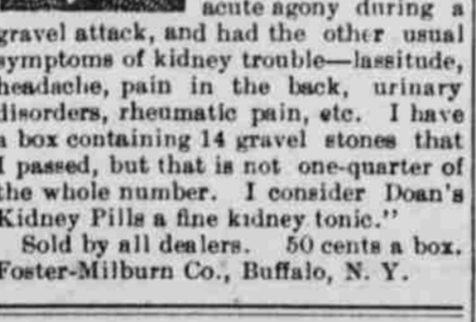 acute agony during a
gravel attack, and had the other usual
symptoms of kidney trouble—lassitude,
headache, pain in the back, urinary
disorders, rheumatic pain, etc. I have
a box containing 14 gravel stones that
I passed, but that is not one-quarter of
the whole number. I consider Doan's
Kidney Pills a fine kidney tonic."
Sold by all dealers. 50 cents a box.
Foster-Milburn Co., Buffalo, N. Y.